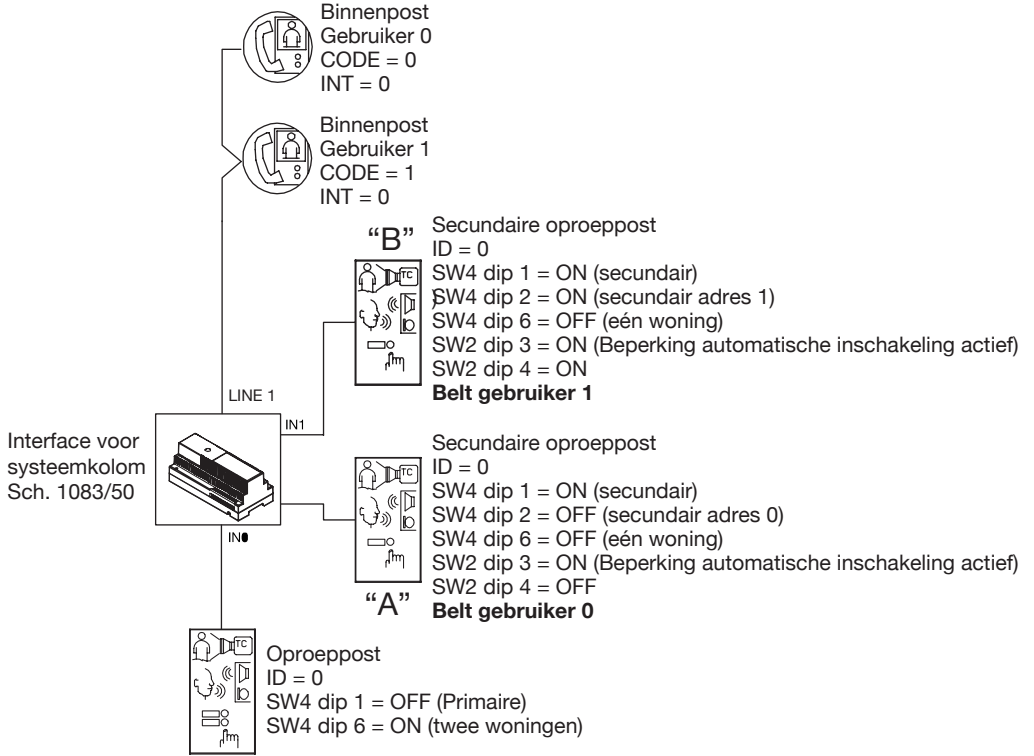 Binnenpost
Gebruiker 0
CODE = 0
INT = 0
Binnenpost
Gebruiker 1
CODE = 1
INT = 0
“B”
Secundaire oproeppost
ID = 0
SW4 dip 1 = ON (secundair)
SW4 dip 2 = ON (secundair adres 1)
SW4 dip 6 = OFF (eén woning)
SW2 dip 3 = ON (Beperking automatische inschakeling actief)
SW2 dip 4 = ON
Belt gebruiker 1
TC
LINE 1
IN1
Interface voor
systeemkolom
Sch. 1083/50
Secundaire oproeppost
ID = 0
SW4 dip 1 = ON (secundair)
SW4 dip 2 = OFF (secundair adres 0)
SW4 dip 6 = OFF (eén woning)
SW2 dip 3 = ON (Beperking automatische inschakeling actief)
SW2 dip 4 = OFF
Belt gebruiker 0
TC
“A”
IN0
TC
Oproeppost
ID = 0
SW4 dip 1 = OFF (Primaire)
SW4 dip 6 = ON (twee woningen)